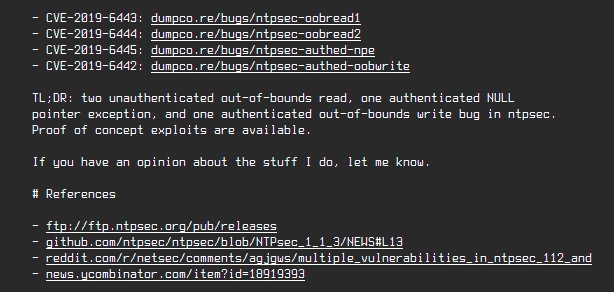 - CVE-2019-6443: dumpco.re/bugs/ntpsec-oobread1
- CVE-2019-6444: dumpco.re/bugs/ntpsec-oobread2
- CVE-2019-6445: dumpco.re/bugs/ntpsec-authed-npe
- CVE-2019-6442: dumpco.re/bugs/ntpsec-authed-oobwrite
TL;DR: two unauthenticated out-of-bounds read, one authenticated NULL
pointer exception, and one authenticated out-of-bounds write bug in ntpsec.
Proof of concept exploits are available.
If you have an opinion about the stuff I do, let me know.
# References
- ftp://ftp.ntpsec.org/pub/releases
- github.com/ntpsec/ntpsec/blob/NTPsec_1_1_3/NEWS#L13
- reddit.com/r/netsec/comments/agjgws/multiple_vulnerabilities_in_ntpsec_112_and
- news.ycombinator.com/item?id=18919393